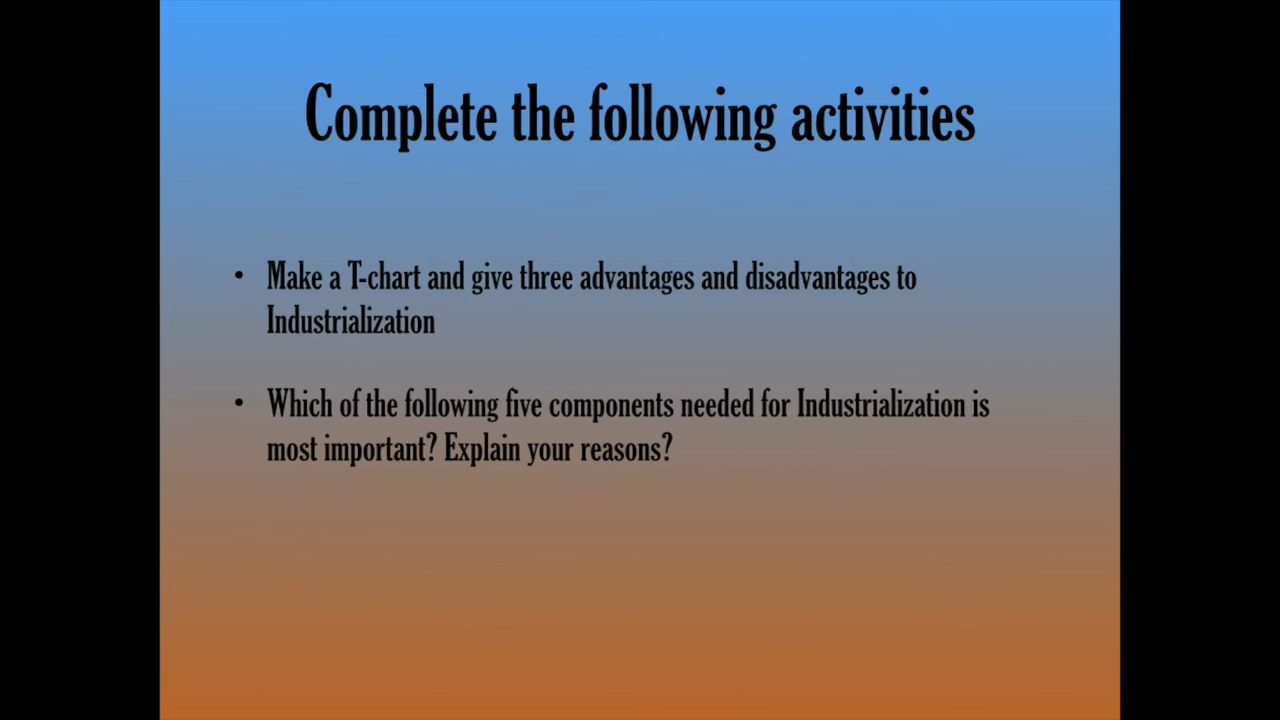 Complete the following activities
• Make a T-chart and give three advantages and disadvantages to
Industrialization
• Which of the following five components needed for Industrialization is
most important? Explain your reasons?